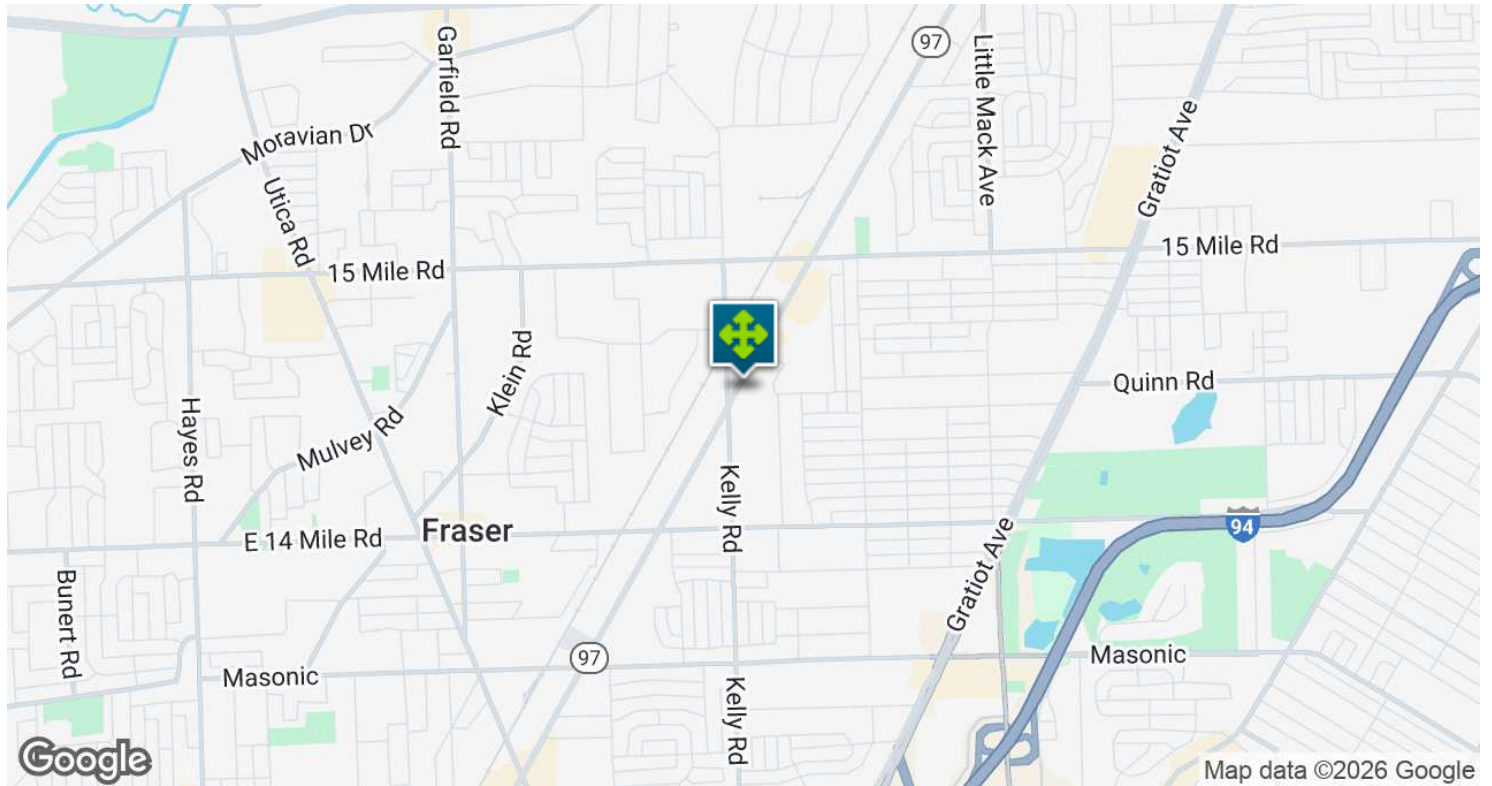 97
Garfield Rd
Little Mack Ave
Moravian Dr
Gratiot Ave
Utica Rd
15 Mile Rd
15 Mile Rd
Klein Rd
Quinn Rd
Hayes Rd
Mulvey Rd
Kelly Rd
Fraser
94
E 14 Mile Rd
Gratiot Ave
Bunert Rd
97
Masonic
Masonic
Kelly Rd
Google
Map data ©2026 Google